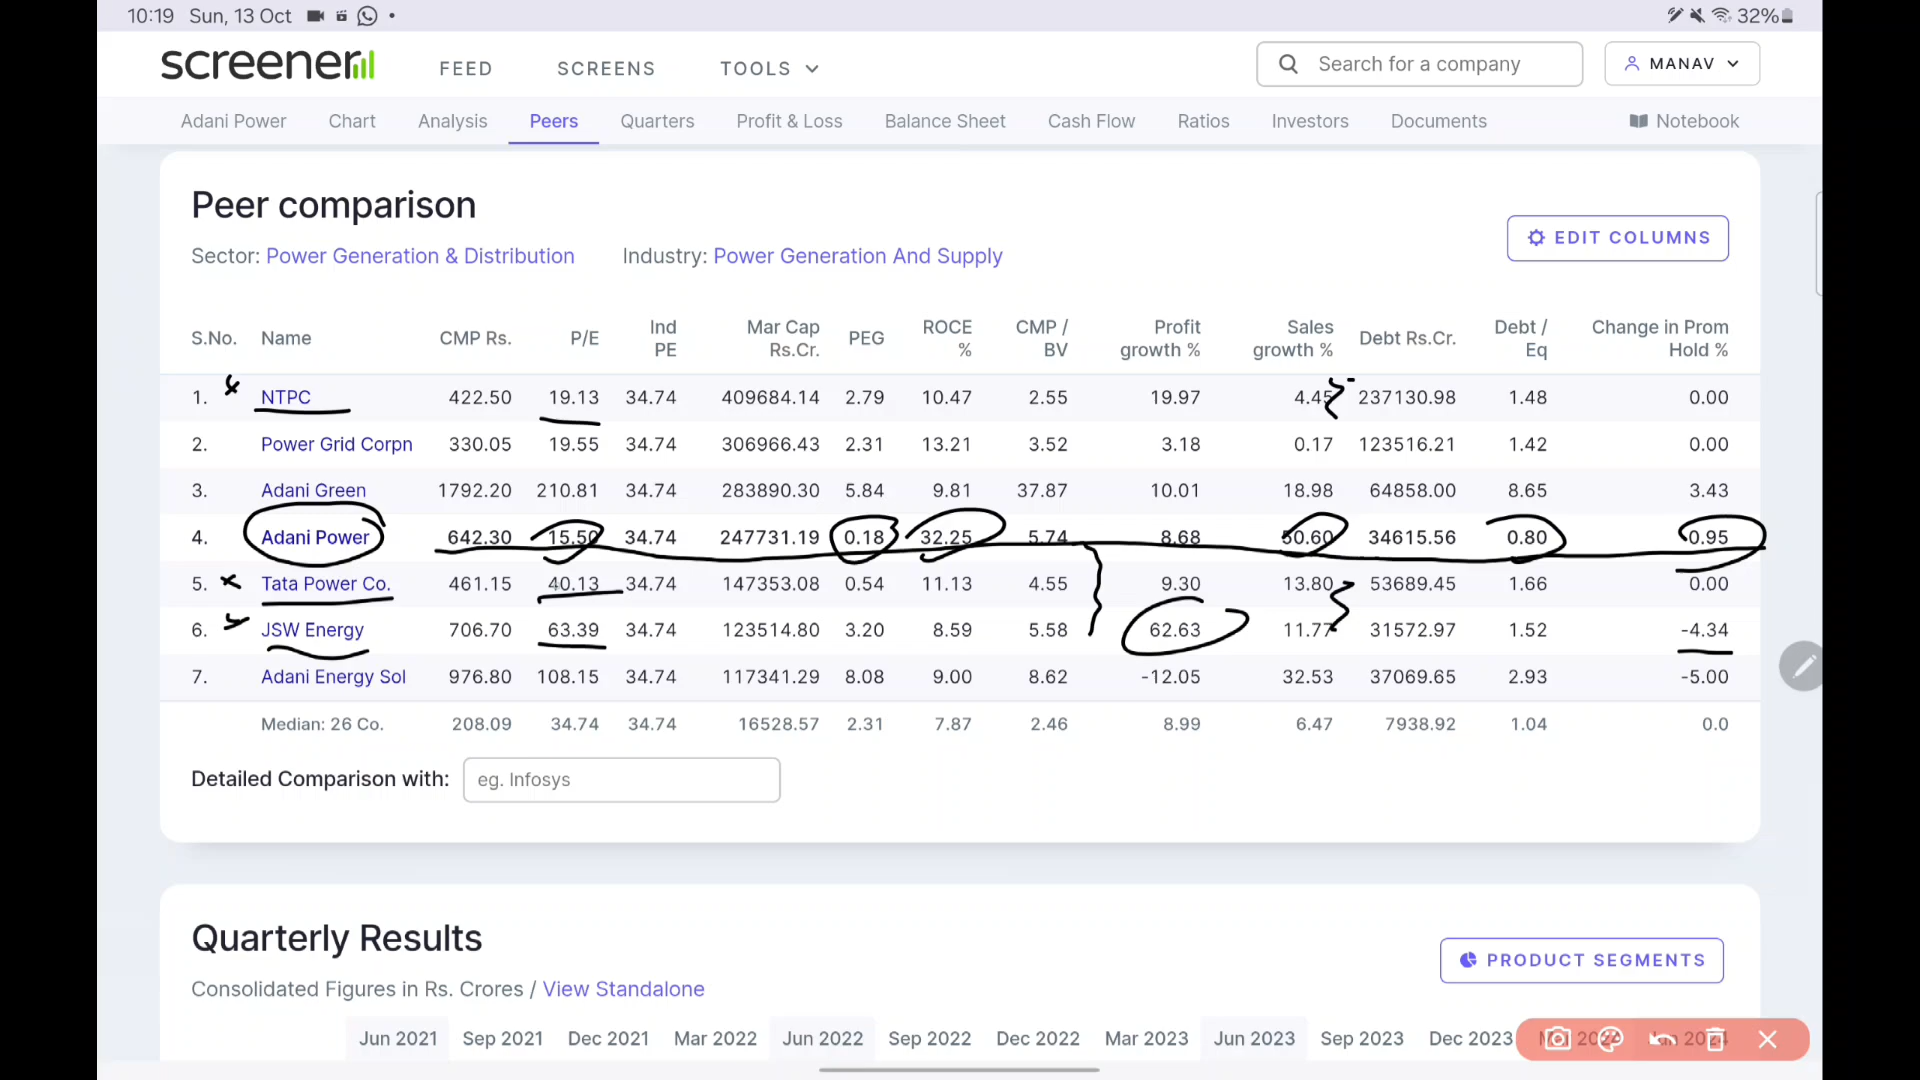 10:19 Sun, 13 Oct 32%
screener FEED SCREENS TOOLS Search for a company MANAV
Adani Power Chart Analysis Peers Quarters Profit & Loss Balance Sheet Cash Flow Ratios Investors Documents Notebook
Peer comparison
Sector: Power Generation & Distribution Industry: Power Generation And Supply
EDIT COLUMNS
S.No. Name CMP Rs. P/E Ind PE Mar Cap Rs.Cr. PEG ROCE % CMP / BV Profit growth % Sales growth % Debt Rs.Cr. Debt / Eq Change in Prom Hold %
1. NTPC 422.50 19.13 34.74 409684.14 2.79 10.47 2.55 19.97 4.45 237130.98 1.48 0.00
2. Power Grid Corpn 330.05 19.55 34.74 306966.43 2.31 13.21 3.52 3.18 0.17 123516.21 1.42 0.00
3. Adani Green 1792.20 210.81 34.74 283890.30 5.84 9.81 37.87 10.01 18.98 64858.00 8.65 3.43
4. Adani Power 642.30 15.50 34.74 247731.19 0.18 32.25 5.74 8.68 50.60 34615.56 0.80 0.95
5. Tata Power Co. 461.15 40.13 34.74 147353.08 0.54 11.13 4.55 9.30 13.80 53689.45 1.66 0.00
6. JSW Energy 706.70 63.39 34.74 123514.80 3.20 8.59 5.58 62.63 11.77 31572.97 1.52 -4.34
7. Adani Energy Sol 976.80 108.15 34.74 117341.29 8.08 9.00 8.62 -12.05 32.53 37069.65 2.93 -5.00
Median: 26 Co. 208.09 34.74 34.74 16528.57 2.31 7.87 2.46 8.99 6.47 7938.92 1.04 0.0
Detailed Comparison with: eg. Infosys
Quarterly Results
PRODUCT SEGMENTS
Consolidated Figures in Rs. Crores / View Standalone
Jun 2021 Sep 2021 Dec 2021 Mar 2022 Jun 2022 Sep 2022 Dec 2022 Mar 2023 Jun 2023 Sep 2023 Dec 2023